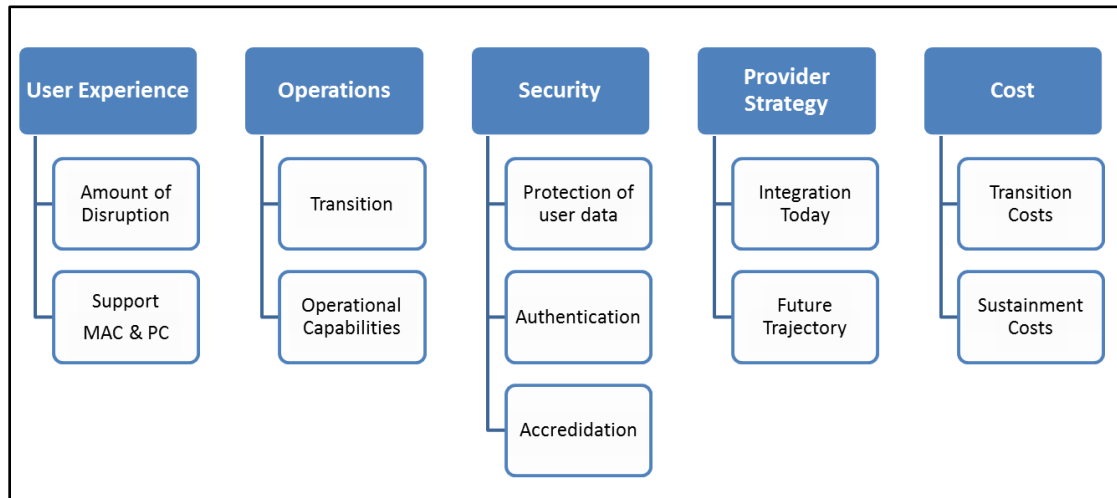 User Experience
Amount of
Disruption
Support
MAC & PC
Operations
Transition
Operational
Capabilities
Security
Protection of
user data
Authentication
Accredidation
Provider
Strategy
Integration
Today
Future
Trajectory
Cost
Transition
Costs
Sustainment
Costs